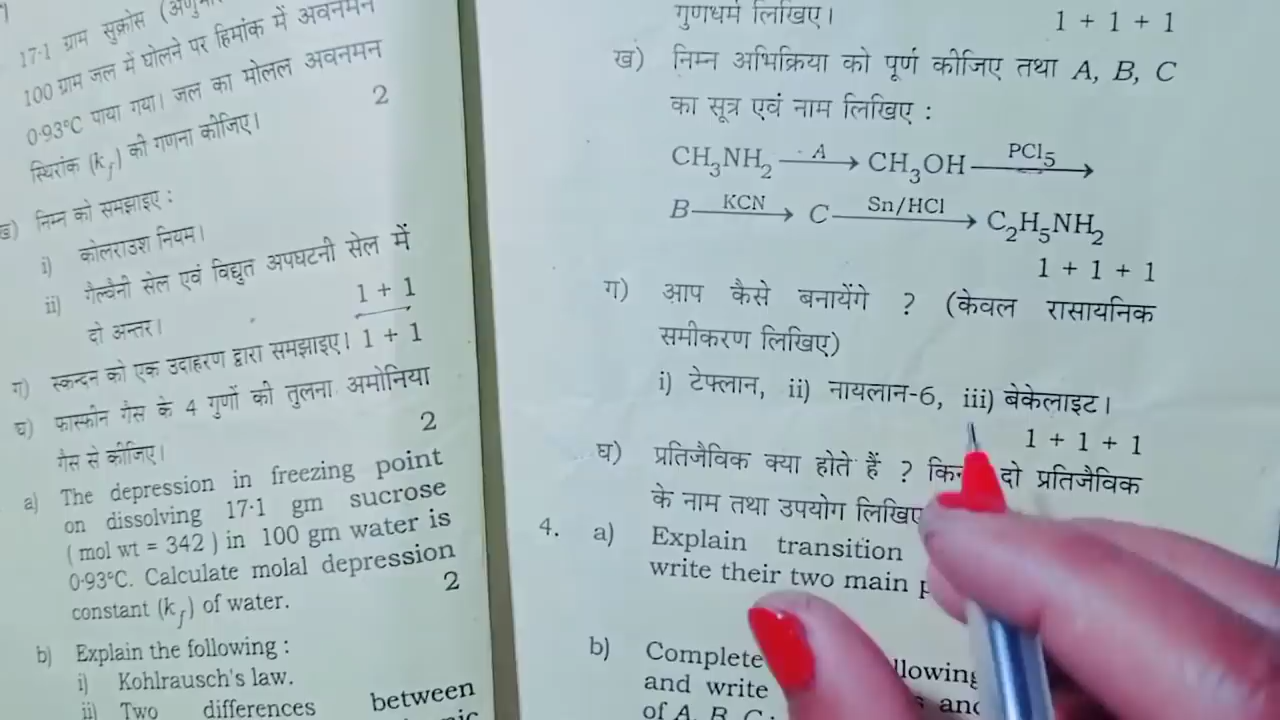 17·1 ग्राम सुक्रोस
100 ग्राम जल में घोलने पर हिमांक में अवनमन
0·93°C पाया गया। जल का मोलल अवनमन
स्थिरांक (kf) की गणना कीजिए।
2
ख) निम्न को समझाइए :
i) कोलराउश नियम।
ii) गैल्वैनी सेल एवं विद्युत अपघटनी सेल में
दो अन्तर।
1 + 1
ग) स्कन्दन को एक उदाहरण द्वारा समझाइए। 1 + 1
घ) फास्फीन गैस के 4 गुणों की तुलना अमोनिया
गैस से कीजिए।
2
a) The depression in freezing point
on dissolving 17·1 gm sucrose
( mol wt = 342 ) in 100 gm water is
0·93°C. Calculate molal depression
constant (kf) of water.
2
b) Explain the following :
i) Kohlrausch's law.
ii) Two differences between
गुणधर्म लिखिए। 1 + 1 + 1
ख) निम्न अभिक्रिया को पूर्ण कीजिए तथा A, B, C
का सूत्र एवं नाम लिखिए :
CH₃NH₂ —A→ CH₃OH —PCl₅→
B —KCN→ C —Sn/HCl→ C₂H₅NH₂
1 + 1 + 1
ग) आप कैसे बनायेंगे ? (केवल रासायनिक
समीकरण लिखिए)
i) टेफ्लान, ii) नायलान-6, iii) बेकेलाइट।
1 + 1 + 1
घ) प्रतिजैविक क्या होते हैं ? दो प्रतिजैविक
के नाम तथा उपयोग लिखिए
4. a) Explain transition
write their two main
b) Complete
and write
of A, B, C :